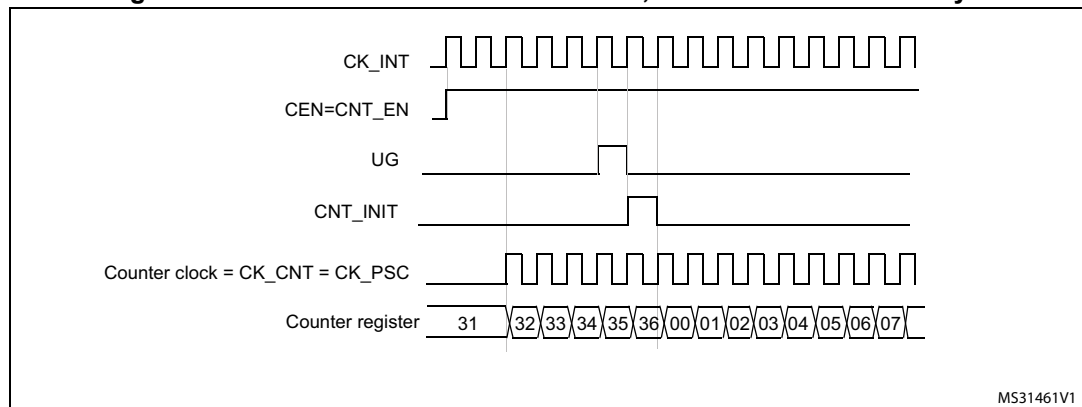 CK_INT
CEN=CNT_EN
UG
CNT_INIT
Counter clock = CK_CNT = CK_PSC
Counter register 31 32 33 34 35 36 00 01 02 03 04 05 06 07
MS31461V1